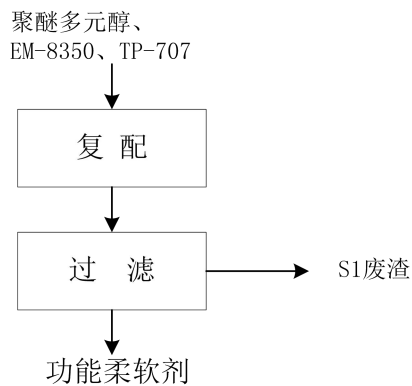 聚醚多元醇、
EM-8350、TP-707
复 配
过 滤
S1废渣
功能柔软剂